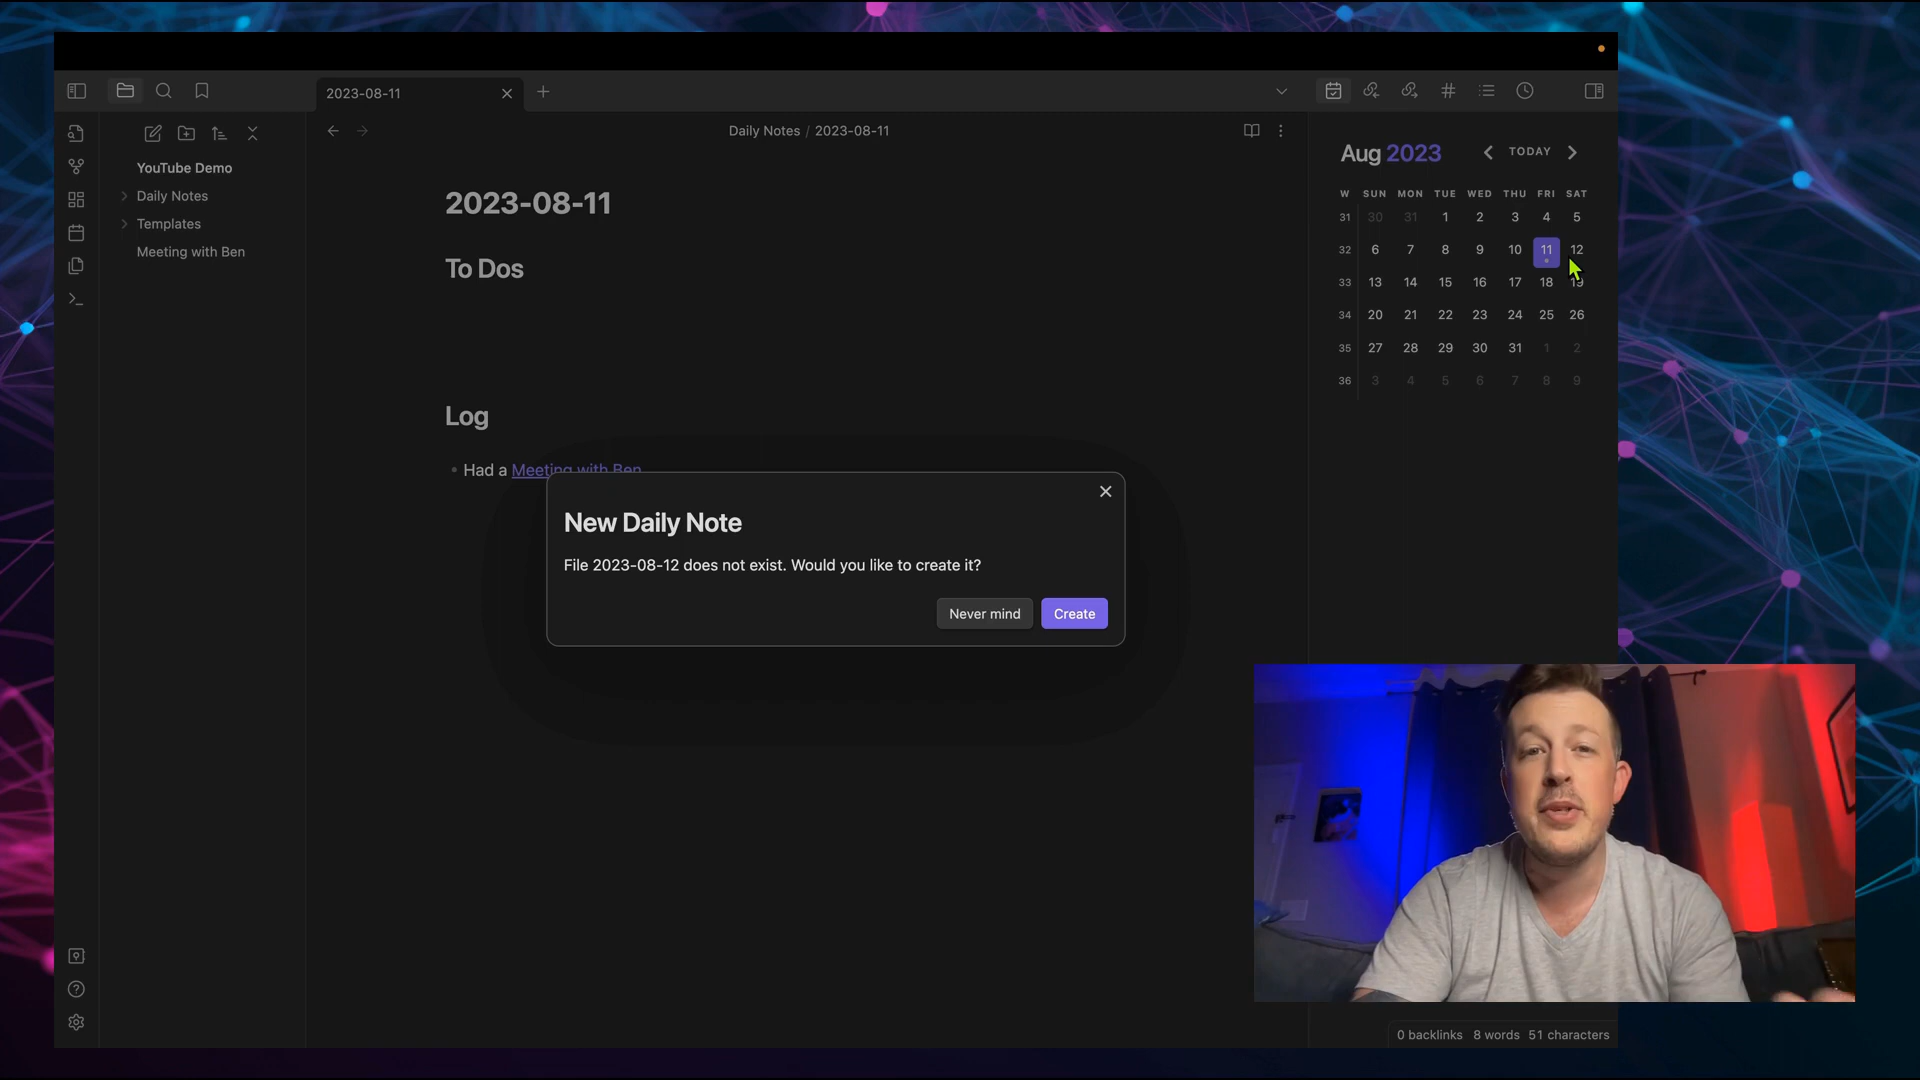 2023-08-11
Daily Notes / 2023-08-11
YouTube Demo
Daily Notes
Templates
Meeting with Ben
2023-08-11
To Dos
Log
Had a Meeting with Ben
New Daily Note
File 2023-08-12 does not exist. Would you like to create it?
Never mind
Create
Aug 2023
TODAY
W SUN MON TUE WED THU FRI SAT
31 30 31 1 2 3 4 5
32 6 7 8 9 10 11 12
33 13 14 15 16 17 18 19
34 20 21 22 23 24 25 26
35 27 28 29 30 31 1 2
36 3 4 5 6 7 8 9
0 backlinks 8 words 51 characters